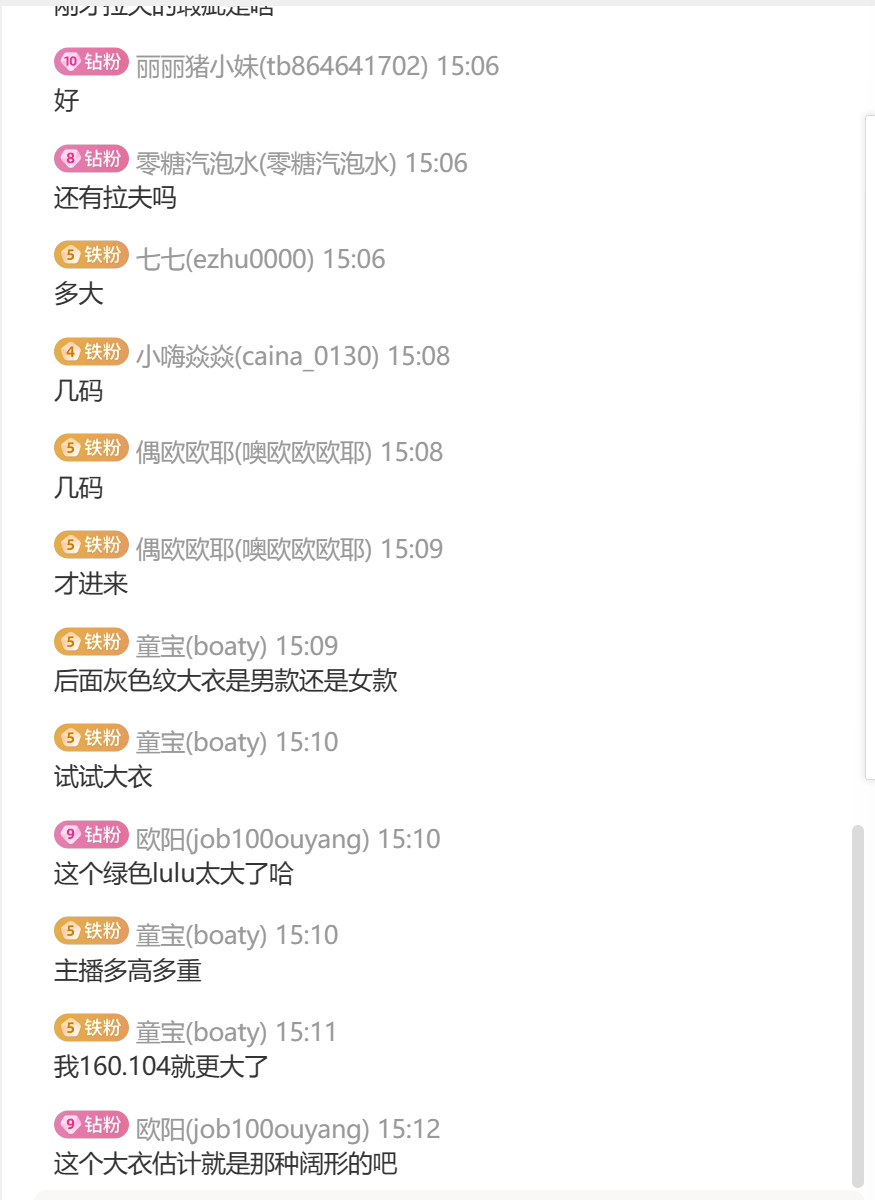 刚才拉夫的瑕疵是啥
10 钻粉 丽丽猪小妹(tb864641702) 15:06
好
8 钻粉 零糖汽泡水(零糖汽泡水) 15:06
还有拉夫吗
5 铁粉 七七(ezhu0000) 15:06
多大
4 铁粉 小嗨焱焱(caina_0130) 15:08
几码
5 铁粉 偶欧欧耶(噢欧欧欧耶) 15:08
几码
5 铁粉 偶欧欧耶(噢欧欧欧耶) 15:09
才进来
5 铁粉 童宝(boaty) 15:09
后面灰色纹大衣是男款还是女款
5 铁粉 童宝(boaty) 15:10
试试大衣
9 钻粉 欧阳(job100ouyang) 15:10
这个绿色lulu太大了哈
5 铁粉 童宝(boaty) 15:10
主播多高多重
5 铁粉 童宝(boaty) 15:11
我160.104就更大了
9 钻粉 欧阳(job100ouyang) 15:12
这个大衣估计就是那种阔形的吧